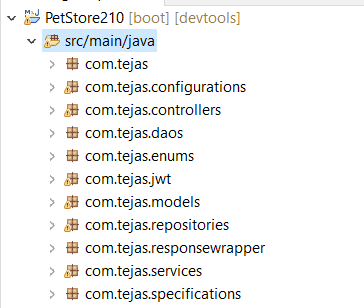 PetStore210 [boot] [devtools]
src/main/java
com.tejas
com.tejas.configurations
com.tejas.controllers
com.tejas.daos
com.tejas.enums
com.tejas.jwt
com.tejas.models
com.tejas.repositories
com.tejas.responsewrapper
com.tejas.services
com.tejas.specifications